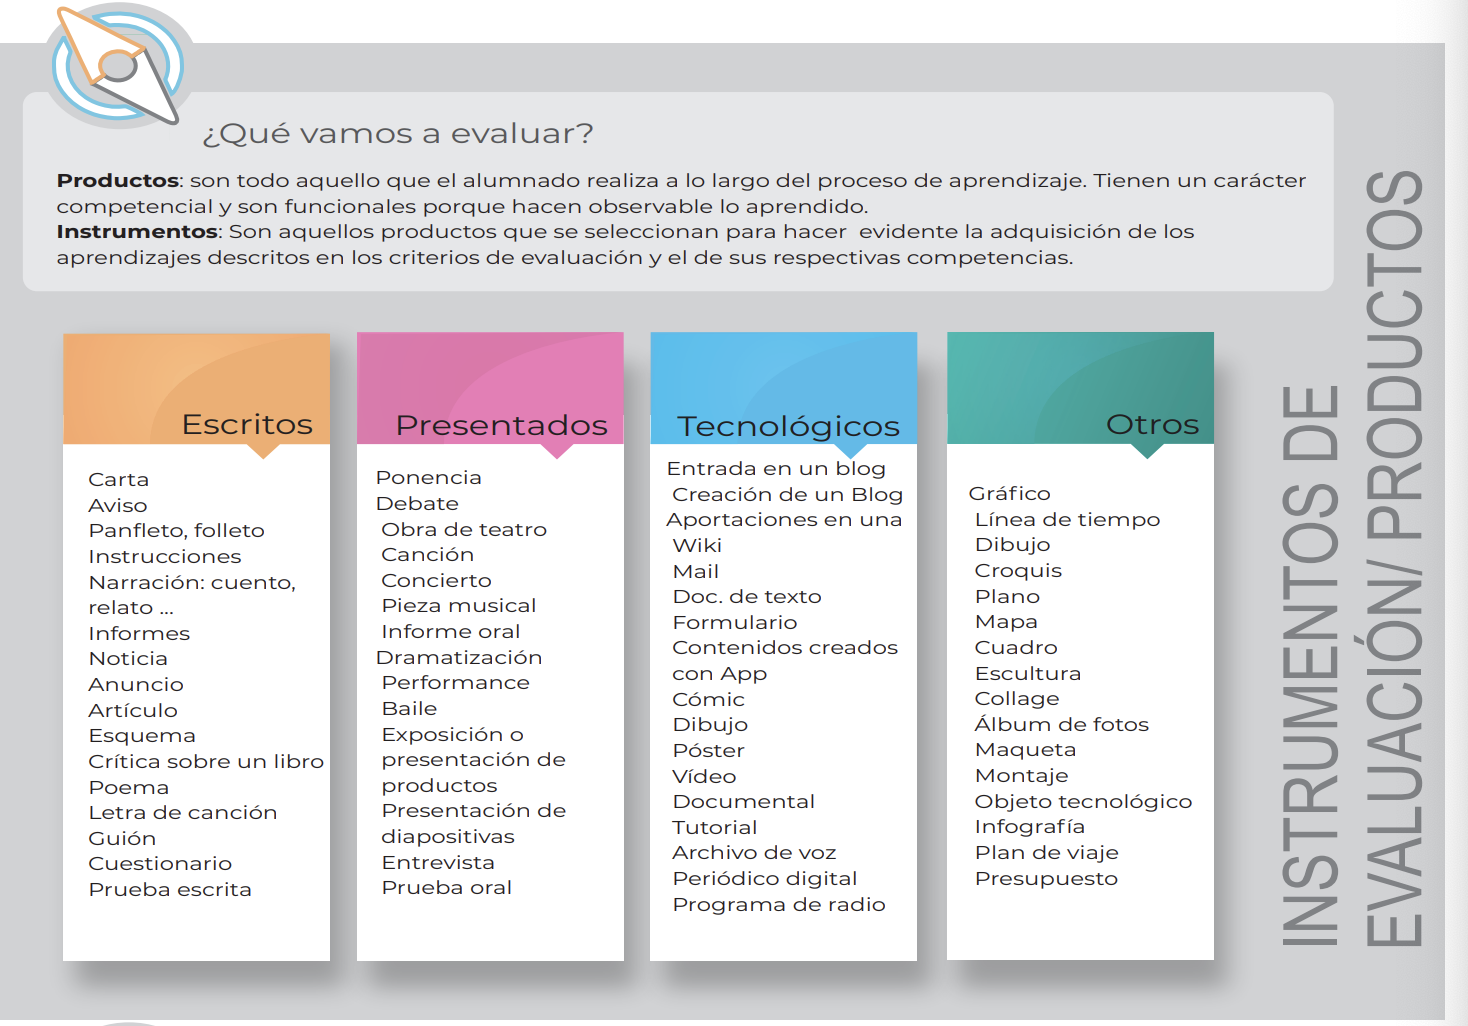 ¿Qué vamos a evaluar?
Productos: son todo aquello que el alumnado realiza a lo largo del proceso de aprendizaje. Tienen un carácter
competencial y son funcionales porque hacen observable lo aprendido.
Instrumentos: Son aquellos productos que se seleccionan para hacer  evidente la adquisición de los
aprendizajes descritos en los criterios de evaluación y el de sus respectivas competencias.
Escritos
Carta
Aviso
Panfleto, folleto
Instrucciones
Narración: cuento,
relato ...
Informes
Noticia
Anuncio
Artículo
Esquema
Crítica sobre un libro
Poema
Letra de canción
Guión
Cuestionario
Prueba escrita
Presentados
Ponencia
Debate
Obra de teatro
Canción
Concierto
Pieza musical
Informe oral
Dramatización
Performance
Baile
Exposición o
presentación de
productos
Presentación de
diapositivas
Entrevista
Prueba oral
Tecnológicos
Entrada en un blog
Creación de un Blog
Aportaciones en una
Wiki
Mail
Doc. de texto
Formulario
Contenidos creados
con App
Cómic
Dibujo
Póster
Vídeo
Documental
Tutorial
Archivo de voz
Periódico digital
Programa de radio
Otros
Gráfico
Línea de tiempo
Dibujo
Croquis
Plano
Mapa
Cuadro
Escultura
Collage
Álbum de fotos
Maqueta
Montaje
Objeto tecnológico
Infografía
Plan de viaje
Presupuesto
INSTRUMENTOS DE
EVALUACIÓN/ PRODUCTOS